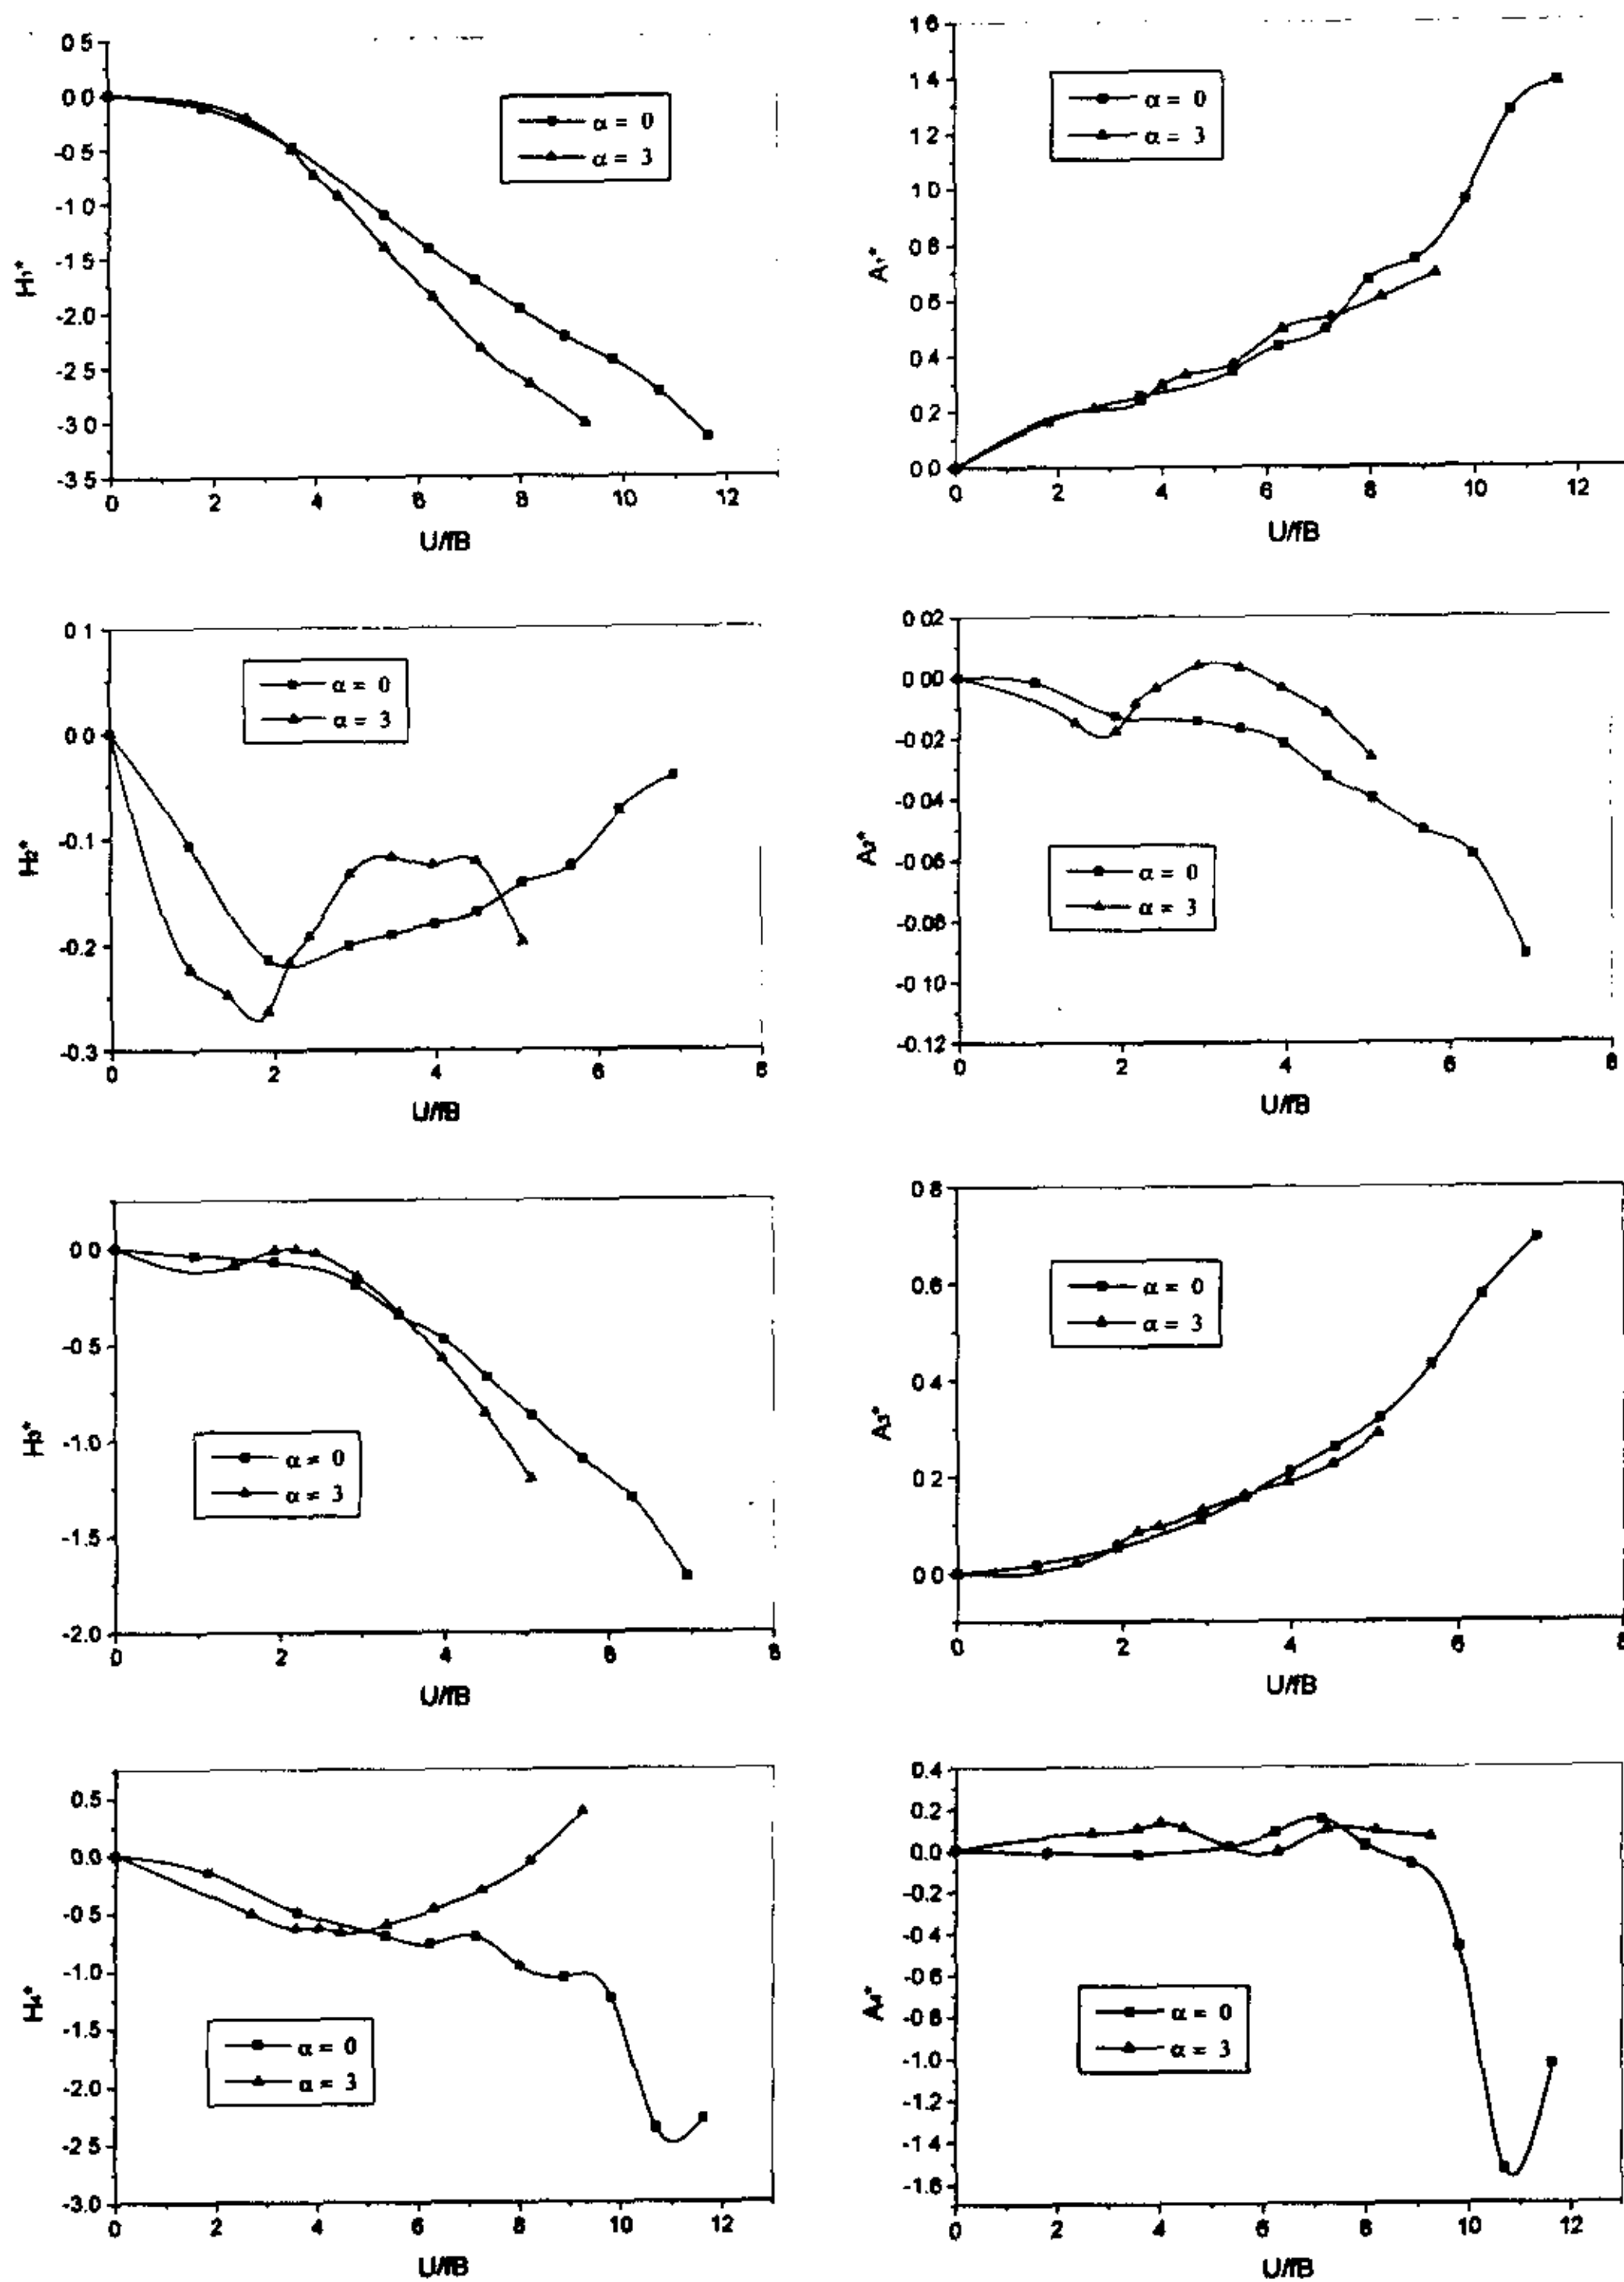 0 5
0 0
-0 5
-1 0
-1 5
-2.0
-2 5
-3 0
-3 5
H₁*
α = 0
α = 3
0 2 4 6 8 10 12
U/fB
1 6
1 4
1 2
1 0
0 8
0 6
0 4
0 2
0 0
A₁*
α = 0
α = 3
0 2 4 6 8 10 12
U/fB
0 1
0 0
-0.1
-0.2
-0.3
H₂*
α = 0
α = 3
0 2 4 6 8
U/fB
0 02
0 00
-0 02
-0 04
-0 06
-0.08
-0 10
-0.12
A₂*
α = 0
α = 3
0 2 4 6 8
U/fB
0 0
-0 5
-1.0
-1.5
-2.0
H₃*
α = 0
α = 3
0 2 4 6 8
U/fB
0 8
0 6
0 4
0 2
0 0
A₃*
α = 0
α = 3
0 2 4 6 8
U/fB
0.5
0.0
-0 5
-1.0
-1.5
-2.0
-2 5
-3.0
H₄*
α = 0
α = 3
0 2 4 6 8 10 12
U/fB
0.4
0.2
0.0
-0.2
-0.4
-0 6
-0.8
-1.0
-1.2
-1.4
-1.6
A₄*
α = 0
α = 3
0 2 4 6 8 10 12
U/fB